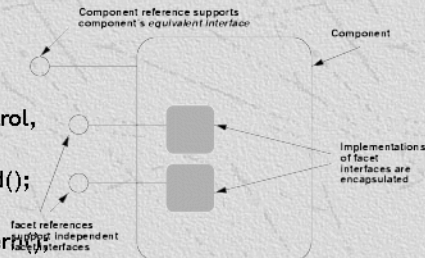 Component reference supports
component's equivalent interface
Component
rol,
Implementations
of facet
interfaces are
encapsulated
d();
facet references
support independent
facet interfaces
ern();